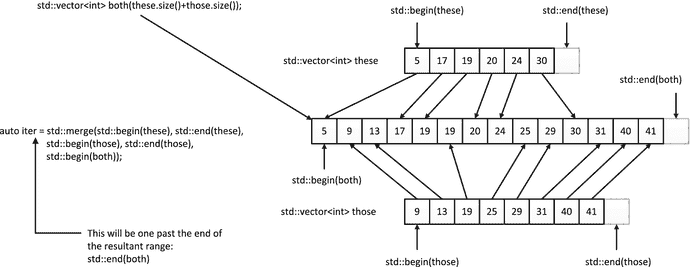 std::vector<int> both(these.size()+those.size());
std::begin(these)
std::end(these)
std::vector<int> these
5 17 19 20 24 30
std::end(both)
5 9 13 17 19 19 20 24 25 29 30 31 40 41
auto iter = std::merge(std::begin(these), std::end(these),
std::begin(those), std::end(those),
std::begin(both));
std::begin(both)
std::vector<int> those
9 13 19 25 29 31 40 41
This will be one past the end of
the resultant range:
std::end(both)
std::begin(those)
std::end(those)